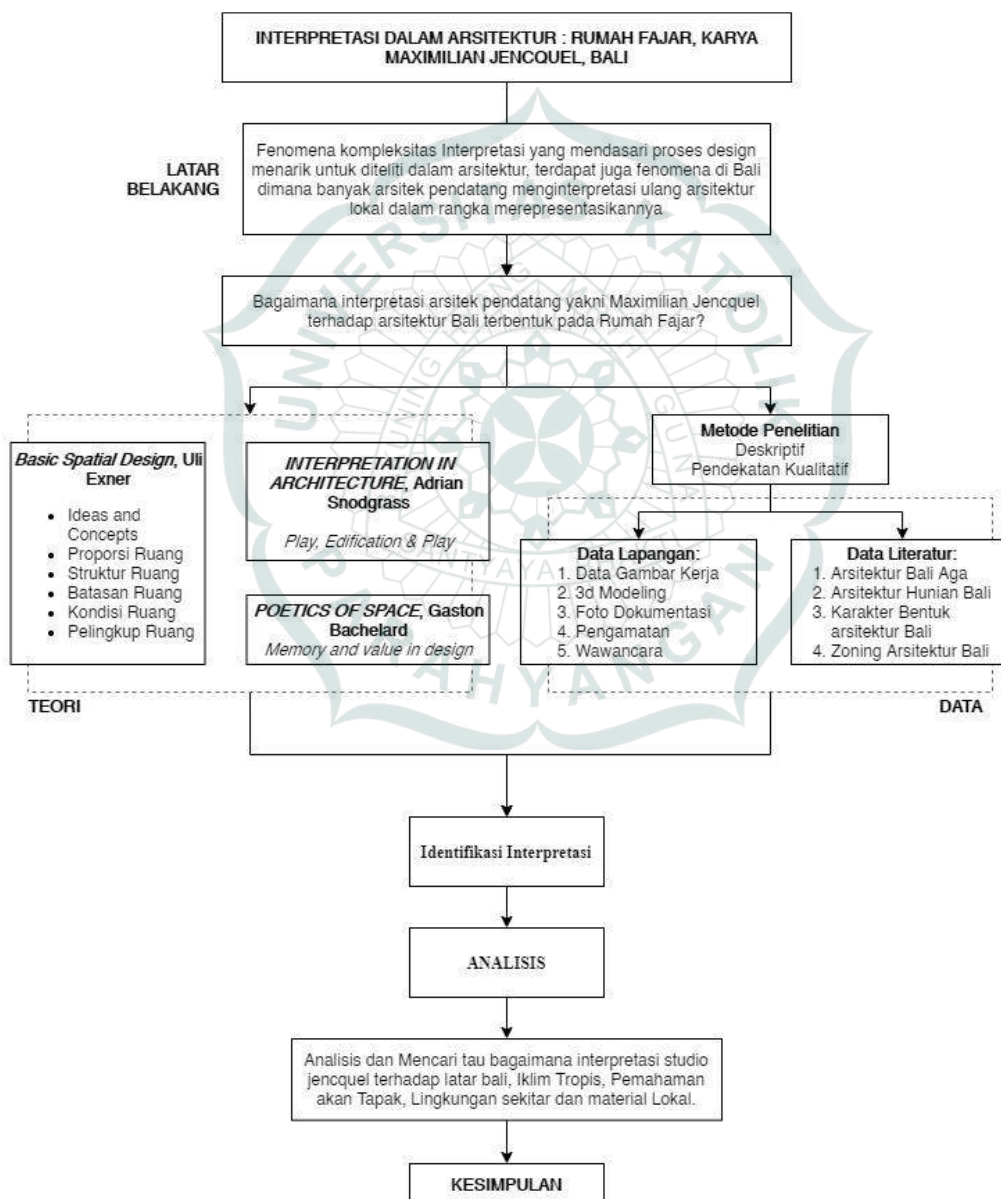 INTERPRETASI DALAM ARSITEKTUR : RUMAH FAJAR, KARYA
MAXIMILIAN JENCQUEL, BALI
LATAR
BELAKANG
Fenomena kompleksitas Interpretasi yang mendasari proses design
menarik untuk diteliti dalam arsitektur, terdapat juga fenomena di Bali
dimana banyak arsitek pendatang menginterpretasi ulang arsitektur
lokal dalam rangka merepresentasikannya
Bagaimana interpretasi arsitek pendatang yakni Maximilian Jencquel
terhadap arsitektur Bali terbentuk pada Rumah Fajar?
Basic Spatial Design, Uli
Exner
• Ideas and
Concepts
• Proporsi Ruang
• Struktur Ruang
• Batasan Ruang
• Kondisi Ruang
• Pelingkup Ruang
INTERPRETATION IN
ARCHITECTURE, Adrian
Snodgrass
Play, Edification & Play
POETICS OF SPACE, Gaston
Bachelard
Memory and value in design
TEORI
Metode Penelitian
Deskriptif
Pendekatan Kualitatif
Data Lapangan:
1. Data Gambar Kerja
2. 3d Modeling
3. Foto Dokumentasi
4. Pengamatan
5. Wawancara
Data Literatur:
1. Arsitektur Bali Aga
2. Arsitektur Hunian Bali
3. Karakter Bentuk
arsitektur Bali
4. Zoning Arsitektur Bali
DATA
Identifikasi Interpretasi
ANALISIS
Analisis dan Mencari tau bagaimana interpretasi studio
jencquel terhadap latar bali, Iklim Tropis, Pemahaman
akan Tapak, Lingkungan sekitar dan material Lokal.
KESIMPULAN
UNIVERSITAS KATOLIK
PARAHYANGAN